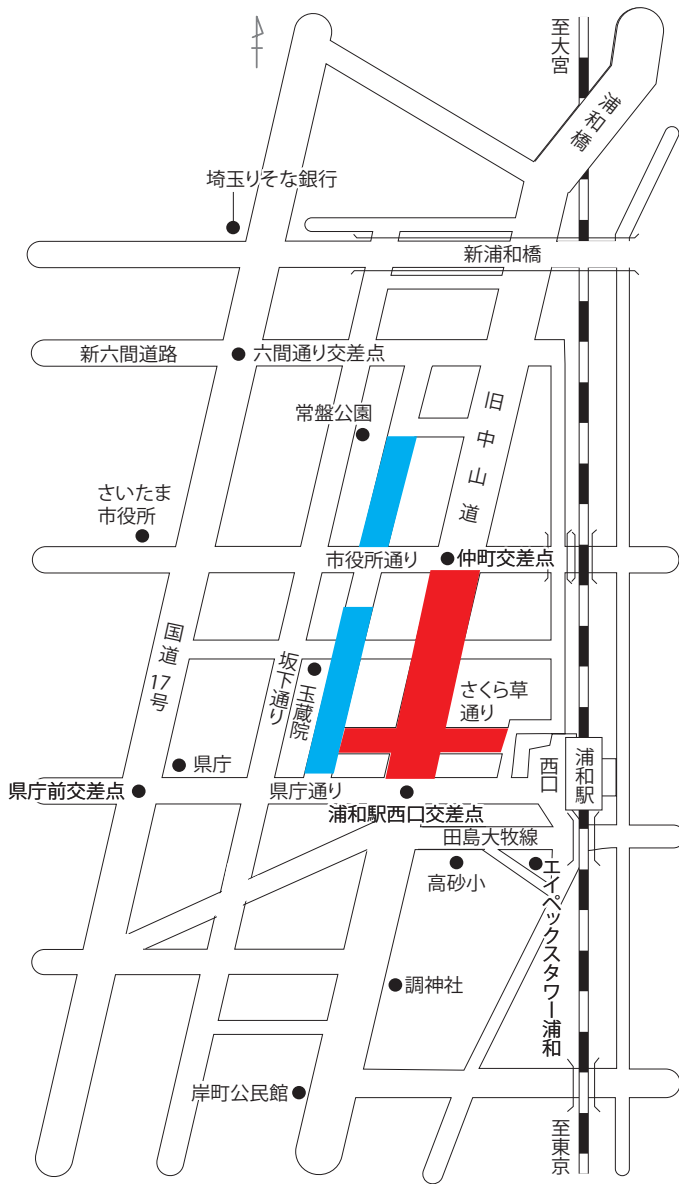 至大宮
浦和橋
埼玉りそな銀行
新浦和橋
新六間道路
六間通り交差点
常盤公園
旧中山道
さいたま
市役所
市役所通り
仲町交差点
国道17号
坂下通り
玉蔵院
さくら草
通り
県庁
西口
浦和駅
県庁前交差点
県庁通り
浦和駅西口交差点
田島大牧線
高砂小
エイペックスタワー浦和
調神社
岸町公民館
至東京